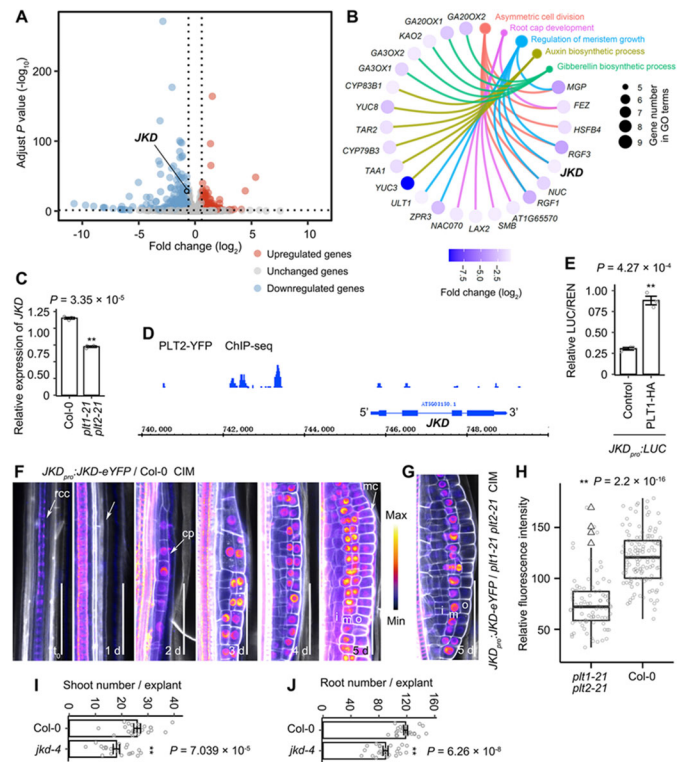 A
Adjust P value (-log10)
260
200
100
50
0
JKD
-10
-5
0
5
10
Fold change (log2)
Upregulated genes
Unchanged genes
Downregulated genes
B
GA20OX1
GA20OX2
KAO2
GA3OX2
GA3OX1
CYP83B1
YUC8
TAR2
CYP79B3
TAA1
YUC3
ULT1
ZPR3
NAC070
LAX2
SMB
AT1G65570
RGF1
NUC
JKD
RGF3
HSFB4
FEZ
MGP
Asymmetric cell division
Root cap development
Regulation of meristem growth
Auxin biosynthetic process
Gibberellin biosynthetic process
5
6
7
8
9
Gene number
in GO terms
-7.5
-5.0
-2.5
Fold change (log2)
C
P = 3.35 × 10-5
Relative expression of JKD
1.25
1.00
0.75
0.25
0
**
Col-0
plt1-21
plt2-21
D
PLT2-YFP ChIP-seq
AT5G03150.1
5'
3'
JKD
740,000
742,000
744,000
746,000
748,000
E
P = 4.27 × 10-4
Relative LUC/REN
1.00
0.75
0.50
0.25
0
**
Control
PLT1-HA
JKDpro:LUC
F
JKDpro:JKD-eYFP / Col-0 CIM
rcc
cp
mc
t0
1 d
2 d
3 d
4 d
5 d
i m o
Max
Min
G
JKDpro:JKD-eYFP / plt1-21 plt2-21 CIM
i m o
5 d
H
** P = 2.2 × 10-16
Relative fluorescence intensity
150
100
50
plt1-21
plt2-21
Col-0
I
Shoot number / explant
0 10 20 30 40
Col-0
jkd-4
**
P = 7.039 × 10-5
J
Root number / explant
0 40 80 120 160
Col-0
jkd-4
**
P = 6.26 × 10-8